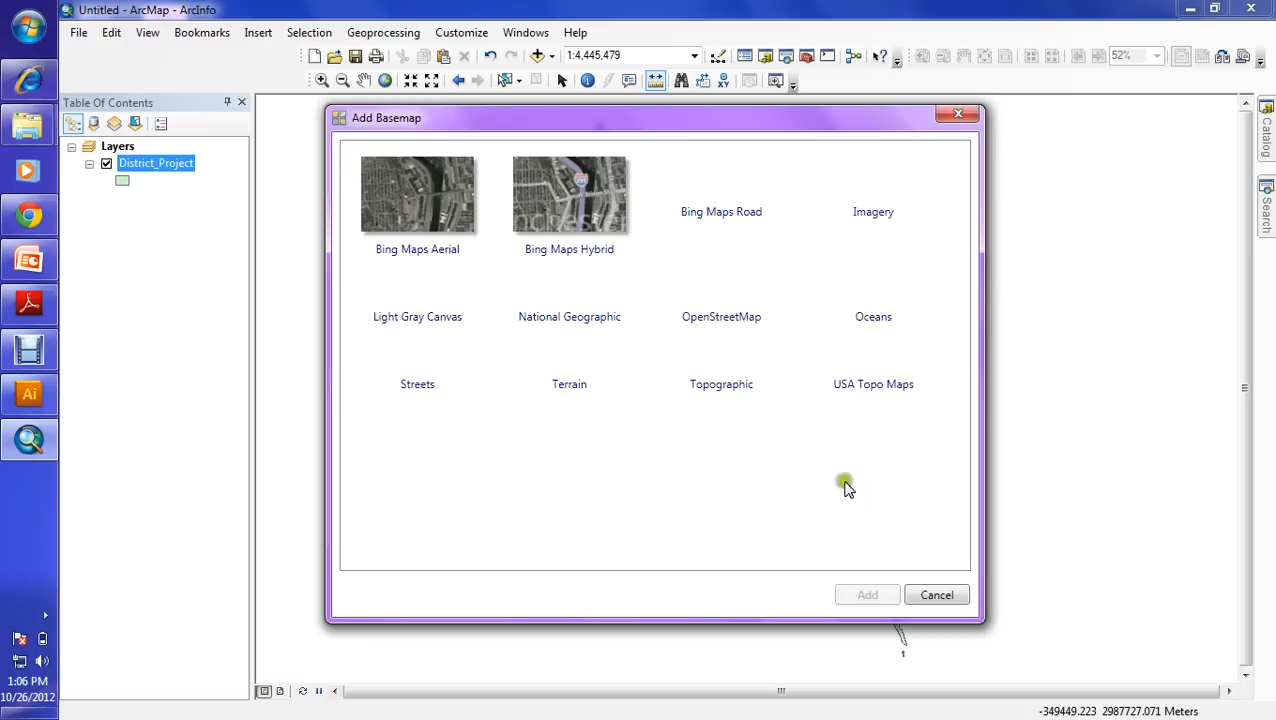 Untitled - ArcMap - ArcInfo
File Edit View Bookmarks Insert Selection Geoprocessing Customize Windows Help
1:4,445,479
52%
Table Of Contents
Layers
District_Project
Add Basemap
Bing Maps Aerial
Bing Maps Hybrid
Bing Maps Road
Imagery
Light Gray Canvas
National Geographic
OpenStreetMap
Oceans
Streets
Terrain
Topographic
USA Topo Maps
Add
Cancel
1
Catalog
Search
Ai
1:06 PM
10/26/2012
-349449.223 2987727.071 Meters